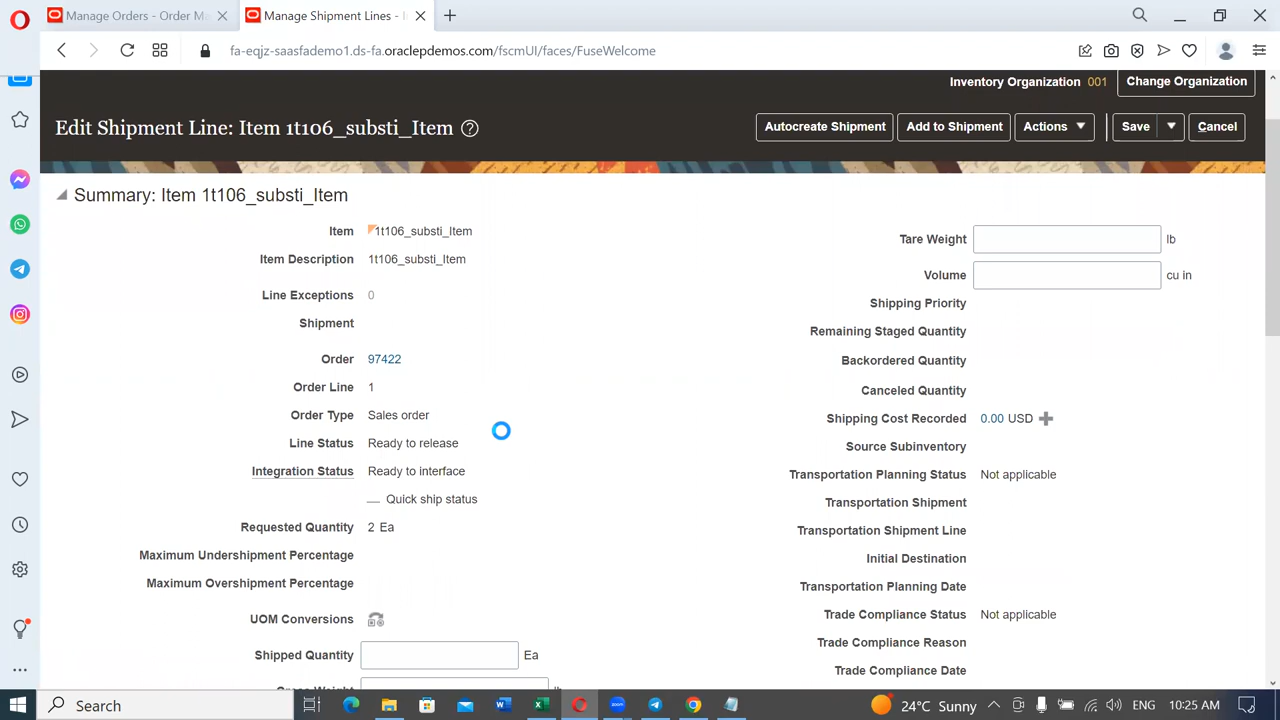 Manage Orders - Order M
Manage Shipment Lines - I
fa-eqjz-saasfademo1.ds-fa.oraclepdemos.com/fscmUI/faces/FuseWelcome
Inventory Organization 001 Change Organization
Edit Shipment Line: Item 1t106_substi_Item
Autocreate Shipment Add to Shipment Actions Save Cancel
Summary: Item 1t106_substi_Item
Item 1t106_substi_Item
Item Description 1t106_substi_Item
Line Exceptions 0
Shipment
Order 97422
Order Line 1
Order Type Sales order
Line Status Ready to release
Integration Status Ready to interface
Quick ship status
Requested Quantity 2 Ea
Maximum Undershipment Percentage
Maximum Overshipment Percentage
UOM Conversions
Shipped Quantity Ea
Tare Weight lb
Volume cu in
Shipping Priority
Remaining Staged Quantity
Backordered Quantity
Canceled Quantity
Shipping Cost Recorded 0.00 USD
Source Subinventory
Transportation Planning Status Not applicable
Transportation Shipment
Transportation Shipment Line
Initial Destination
Transportation Planning Date
Trade Compliance Status Not applicable
Trade Compliance Reason
Trade Compliance Date
Search
24°C Sunny
ENG
10:25 AM